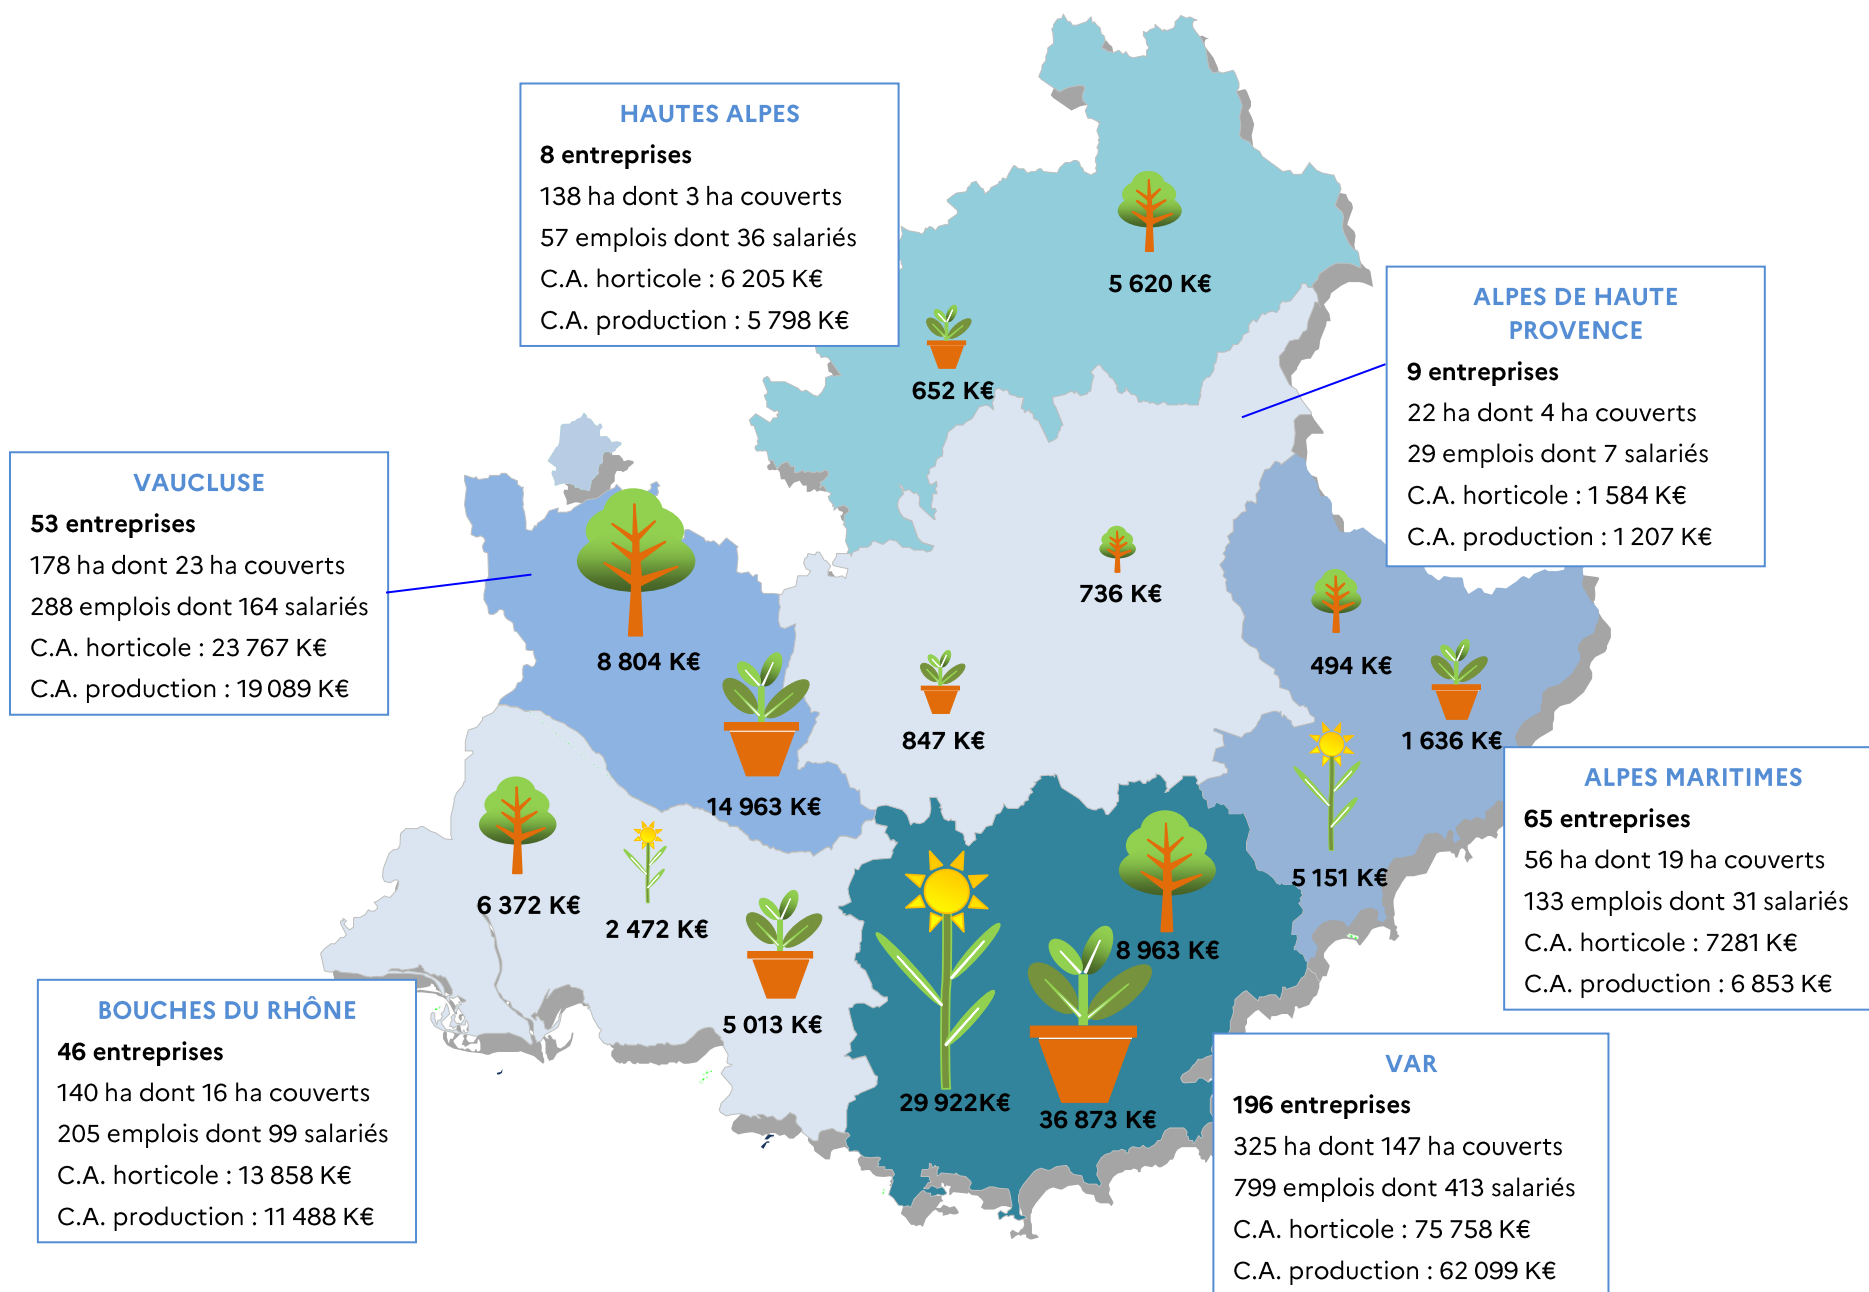 HAUTES ALPES
8 entreprises
138 ha dont 3 ha couverts
57 emplois dont 36 salariés
C.A. horticole : 6 205 K€
C.A. production : 5 798 K€
5 620 K€
652 K€
ALPES DE HAUTE
PROVENCE
9 entreprises
22 ha dont 4 ha couverts
29 emplois dont 7 salariés
C.A. horticole : 1 584 K€
C.A. production : 1 207 K€
736 K€
847 K€
VAUCLUSE
53 entreprises
178 ha dont 23 ha couverts
288 emplois dont 164 salariés
C.A. horticole : 23 767 K€
C.A. production : 19 089 K€
8 804 K€
14 963 K€
494 K€
1 636 K€
5 151 K€
ALPES MARITIMES
65 entreprises
56 ha dont 19 ha couverts
133 emplois dont 31 salariés
C.A. horticole : 7281 K€
C.A. production : 6 853 K€
6 372 K€
2 472 K€
5 013 K€
BOUCHES DU RHÔNE
46 entreprises
140 ha dont 16 ha couverts
205 emplois dont 99 salariés
C.A. horticole : 13 858 K€
C.A. production : 11 488 K€
8 963 K€
29 922K€
36 873 K€
VAR
196 entreprises
325 ha dont 147 ha couverts
799 emplois dont 413 salariés
C.A. horticole : 75 758 K€
C.A. production : 62 099 K€